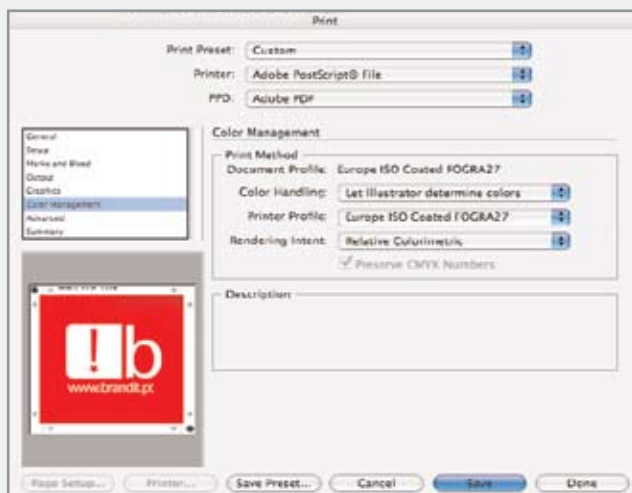 Print
Print Preset: Custom
Printer: Adobe PostScript® File
PPD: Adobe PDF
General
Setup
Marks and Bleed
Output
Graphics
Color Management
Advanced
Summary
Color Management
Print Method
Document Profile: Europe ISO Coated FOGRA27
Color Handling: Let Illustrator determine colors
Printer Profile: Europe ISO Coated FOGRA27
Rendering Intent: Relative Colorimetric
Preserve CMYK Numbers
Description
!b
www.brandit.pt
Page Setup...
Printer...
Save Preset...
Cancel
Save
Done